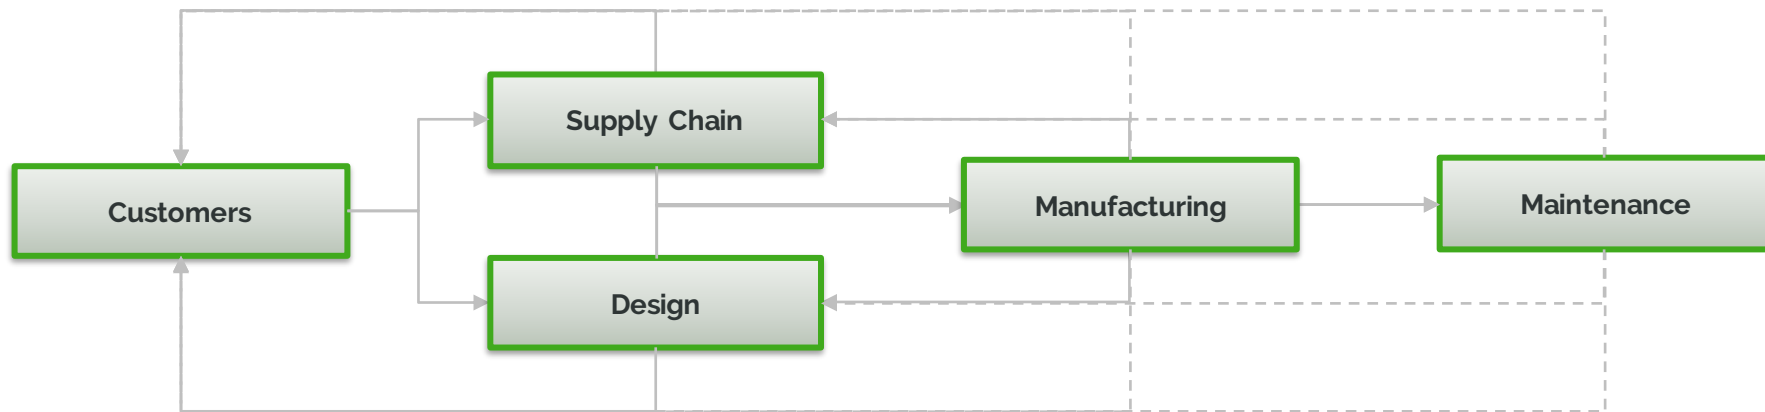 Supply Chain
Customers
Manufacturing
Maintenance
Design